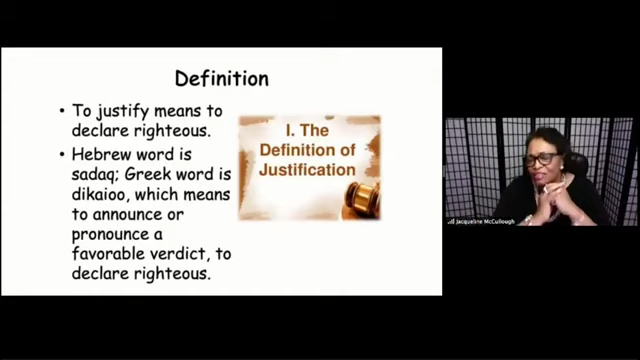 Definition
• To justify means to
declare righteous.
• Hebrew word is
sadaq; Greek word is
dikaioo, which means
to announce or
pronounce a
favorable verdict, to
declare righteous.
I. The
Definition of
Justification
Jacqueline McCullough